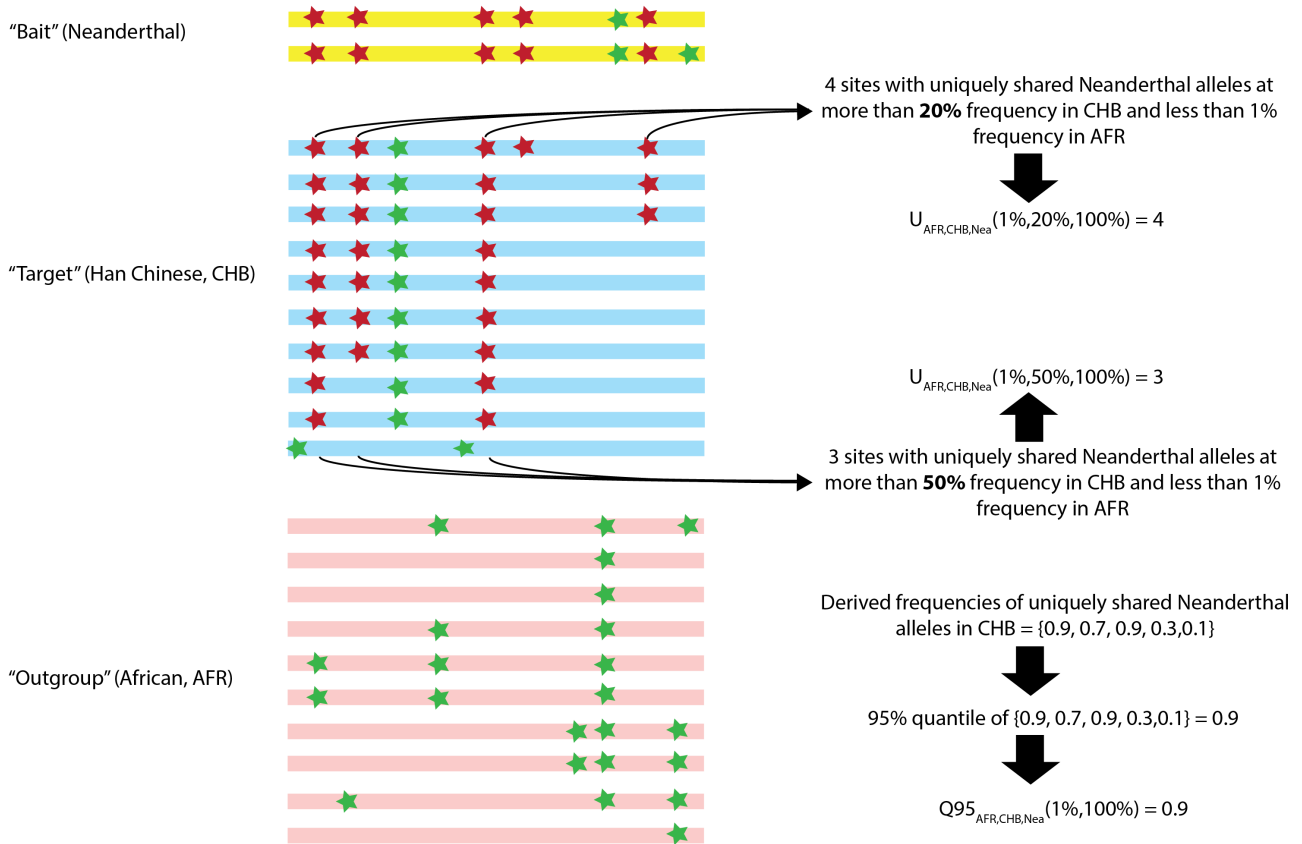 “Bait” (Neanderthal)
4 sites with uniquely shared Neanderthal alleles at
more than 20% frequency in CHB and less than 1%
frequency in AFR
U_AFR,CHB,Nea(1%,20%,100%) = 4
“Target” (Han Chinese, CHB)
U_AFR,CHB,Nea(1%,50%,100%) = 3
3 sites with uniquely shared Neanderthal alleles at
more than 50% frequency in CHB and less than 1%
frequency in AFR
Derived frequencies of uniquely shared Neanderthal
alleles in CHB = {0.9, 0.7, 0.9, 0.3,0.1}
“Outgroup” (African, AFR)
95% quantile of {0.9, 0.7, 0.9, 0.3,0.1} = 0.9
Q95_AFR,CHB,Nea(1%,100%) = 0.9